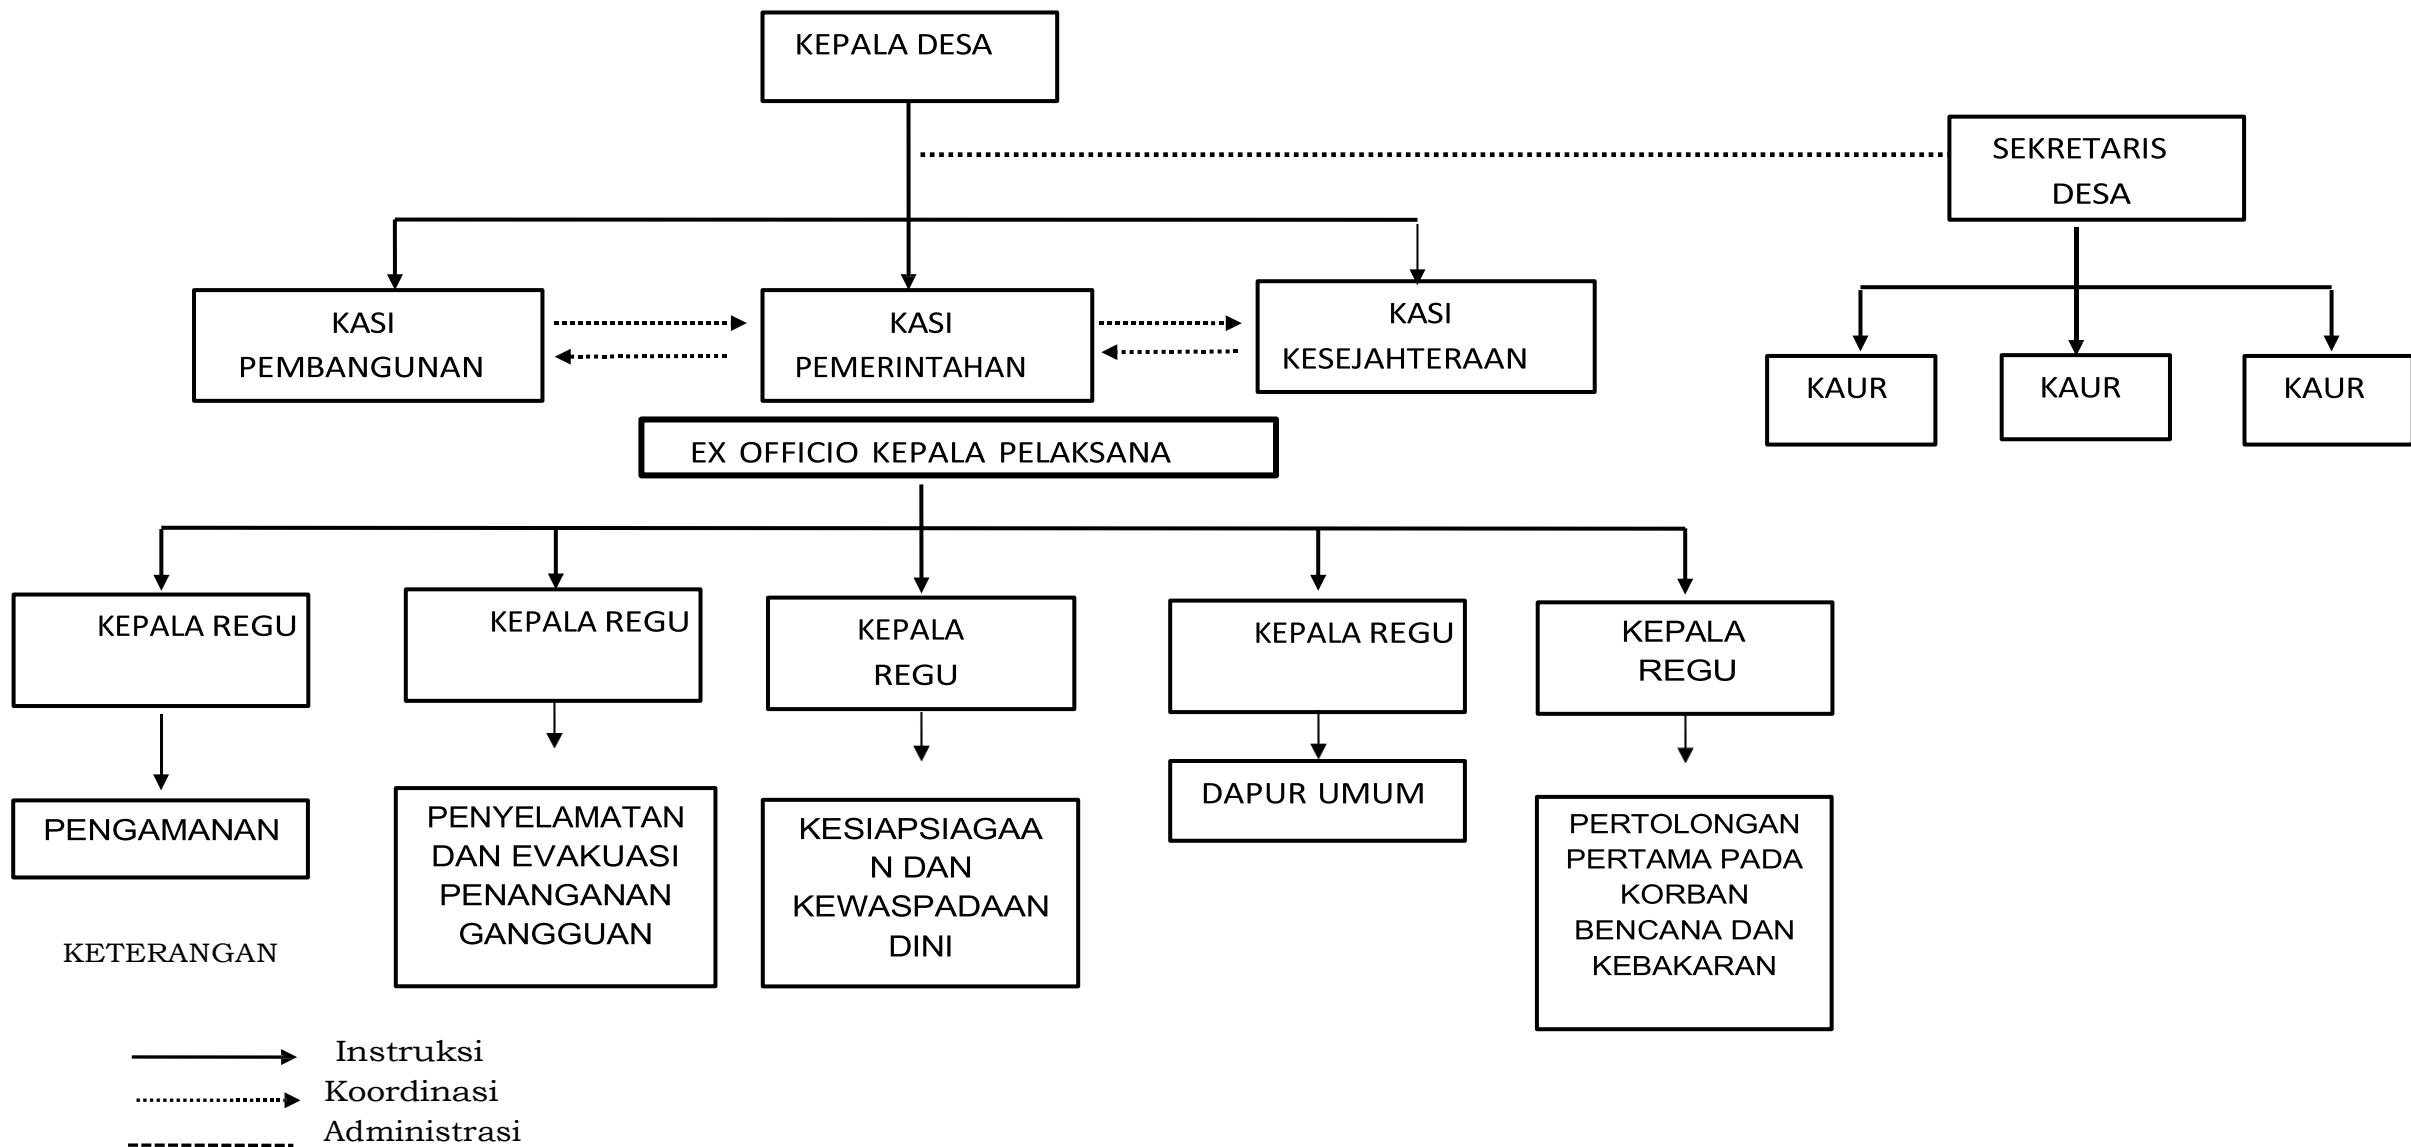 KEPALA DESA
SEKRETARIS
DESA
KASI
PEMBANGUNAN
KASI
PEMERINTAHAN
KASI
KESEJAHTERAAN
KAUR
KAUR
KAUR
EX OFFICIO KEPALA PELAKSANA
KEPALA REGU
KEPALA REGU
KEPALA
REGU
KEPALA REGU
KEPALA
REGU
PENGAMANAN
PENYELAMATAN
DAN EVAKUASI
PENANGANAN
GANGGUAN
KESIAPSIAGAA
N DAN
KEWASPADAAN
DINI
DAPUR UMUM
PERTOLONGAN
PERTAMA PADA
KORBAN
BENCANA DAN
KEBAKARAN
KETERANGAN
Instruksi
Koordinasi
Administrasi